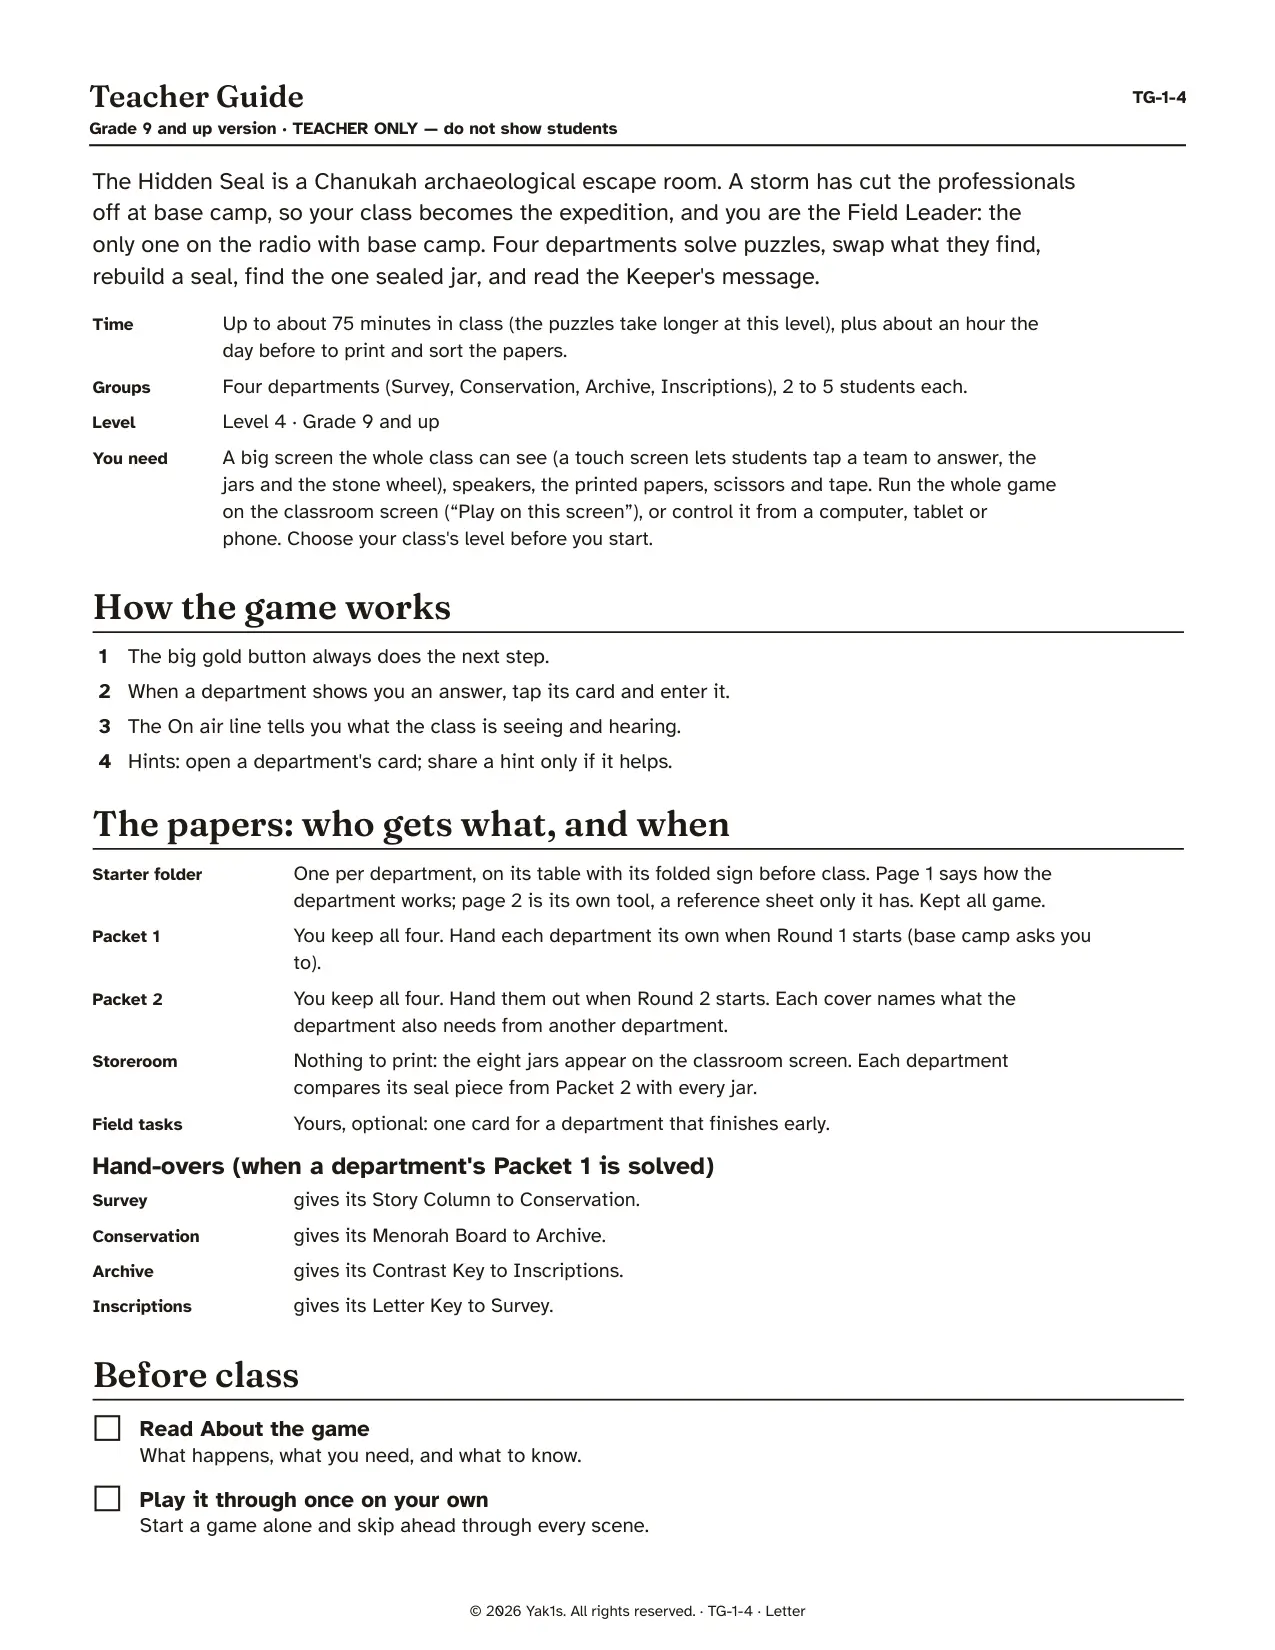 Teacher Guide
TG-1-4
Grade 9 and up version · TEACHER ONLY — do not show students
The Hidden Seal is a Chanukah archaeological escape room. A storm has cut the professionals
off at base camp, so your class becomes the expedition, and you are the Field Leader: the
only one on the radio with base camp. Four departments solve puzzles, swap what they find,
rebuild a seal, find the one sealed jar, and read the Keeper's message.
Time Up to about 75 minutes in class (the puzzles take longer at this level), plus about an hour the
day before to print and sort the papers.
Groups Four departments (Survey, Conservation, Archive, Inscriptions), 2 to 5 students each.
Level Level 4 · Grade 9 and up
You need A big screen the whole class can see (a touch screen lets students tap a team to answer, the
jars and the stone wheel), speakers, the printed papers, scissors and tape. Run the whole game
on the classroom screen (“Play on this screen”), or control it from a computer, tablet or
phone. Choose your class's level before you start.
How the game works
1 The big gold button always does the next step.
2 When a department shows you an answer, tap its card and enter it.
3 The On air line tells you what the class is seeing and hearing.
4 Hints: open a department's card; share a hint only if it helps.
The papers: who gets what, and when
Starter folder One per department, on its table with its folded sign before class. Page 1 says how the
department works; page 2 is its own tool, a reference sheet only it has. Kept all game.
Packet 1 You keep all four. Hand each department its own when Round 1 starts (base camp asks you
to).
Packet 2 You keep all four. Hand them out when Round 2 starts. Each cover names what the
department also needs from another department.
Storeroom Nothing to print: the eight jars appear on the classroom screen. Each department
compares its seal piece from Packet 2 with every jar.
Field tasks Yours, optional: one card for a department that finishes early.
Hand-overs (when a department's Packet 1 is solved)
Survey gives its Story Column to Conservation.
Conservation gives its Menorah Board to Archive.
Archive gives its Contrast Key to Inscriptions.
Inscriptions gives its Letter Key to Survey.
Before class
Read About the game
What happens, what you need, and what to know.
Play it through once on your own
Start a game alone and skip ahead through every scene.
© 2026 Yak1s. All rights reserved. · TG-1-4 · Letter